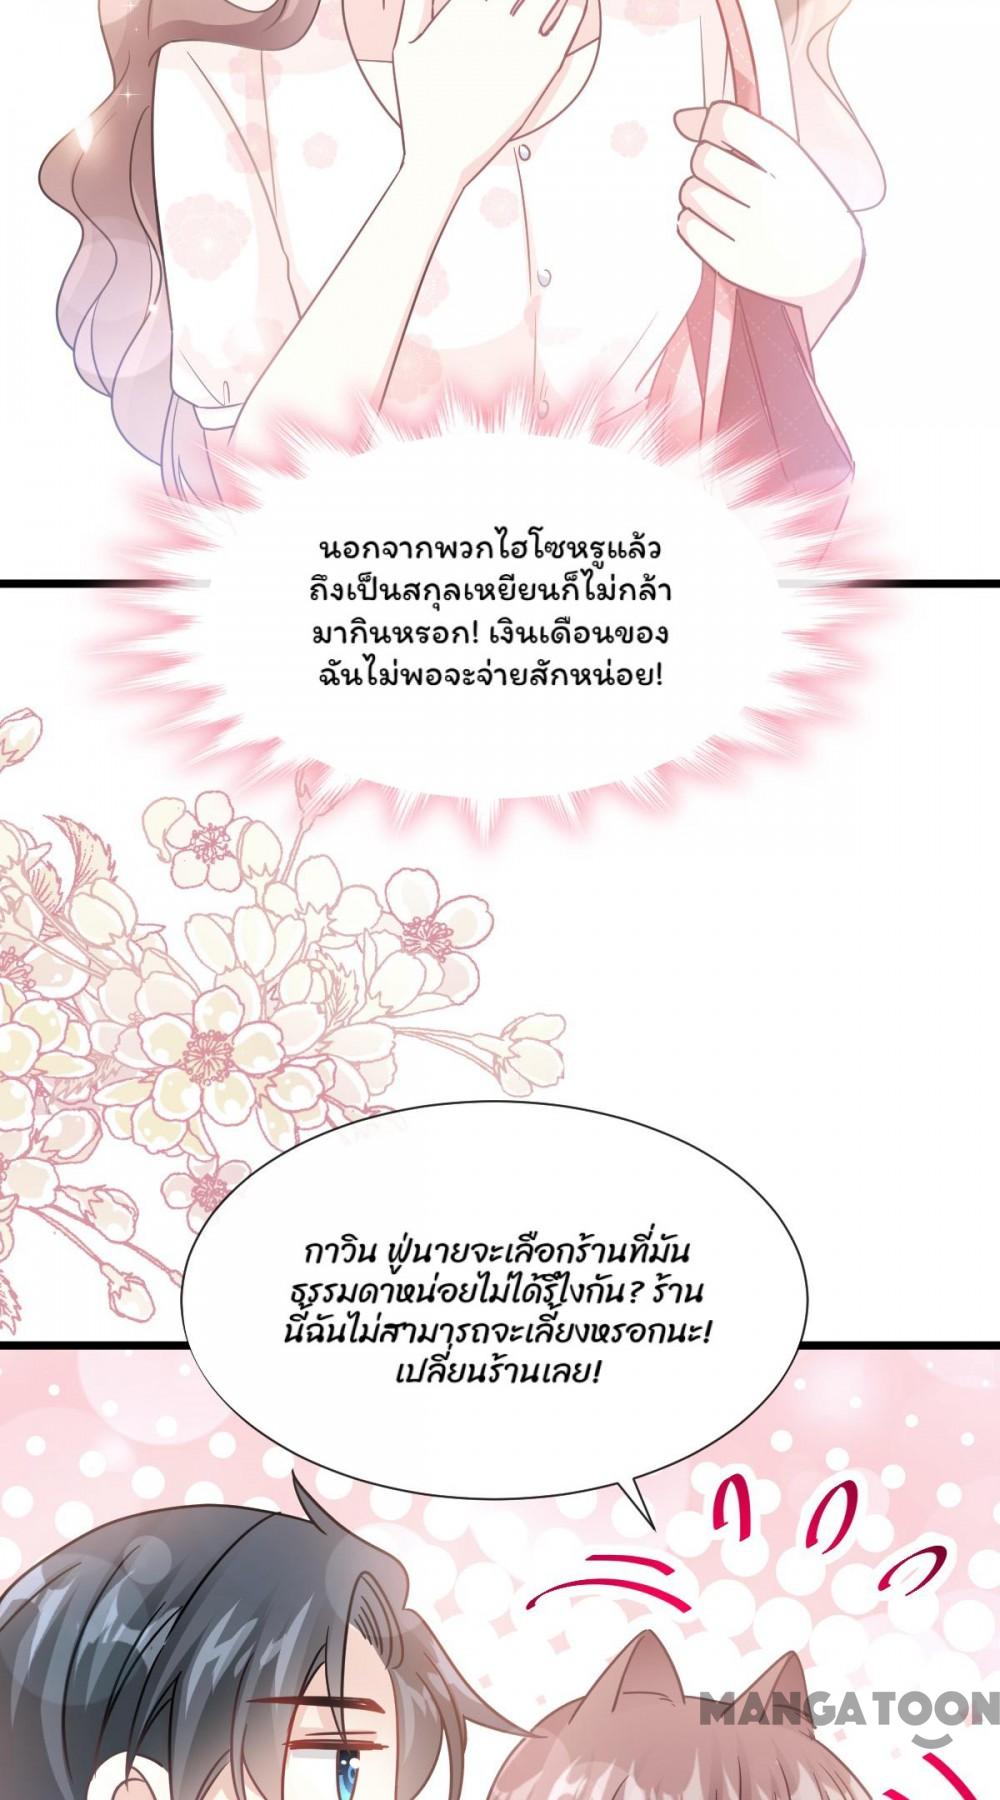 นอกจากพวกไฮโซหรูแล้ว
ถึงเป็นสกุลเหยียนก็ไม่กล้า
มากินหรอก! เงินเดือนของ
ฉันไม่พอจะจ่ายสักหน่อย!
กาวิน ฟู่นายจะเลือกร้านที่มัน
ธรรมดาหน่อยไม่ได้รึไงกัน? ร้าน
นี้ฉันไม่สามารถจะเลี้ยงหรอกนะ!
เปลี่ยนร้านเลย!
MANGATOON